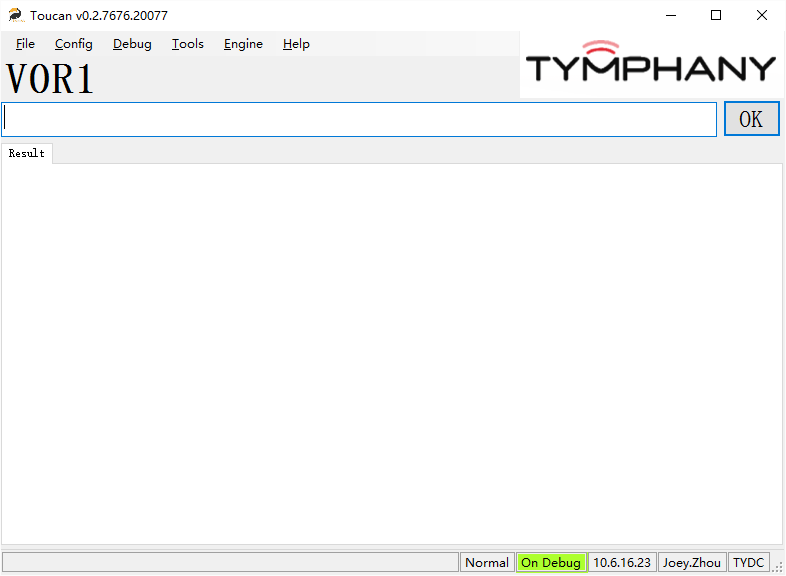 Toucan v0.2.7676.20077
File Config Debug Tools Engine Help
VOR1
TYMPHANY
OK
Result
Normal On Debug 10.6.16.23 Joey.Zhou TYDC